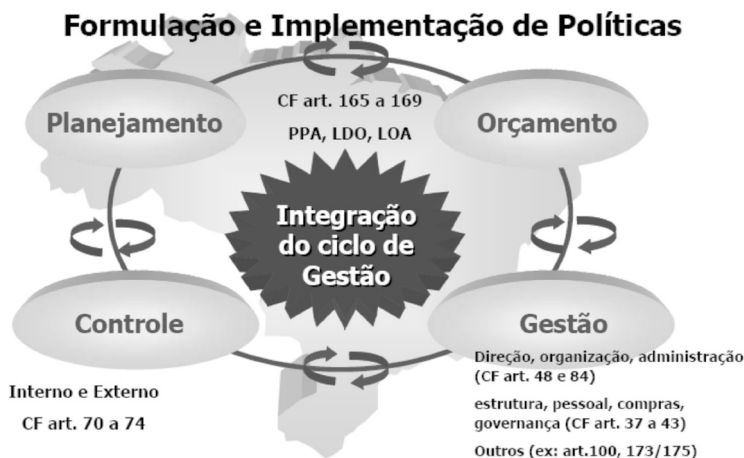 Formulação e Implementação de Políticas
Planejamento
CF art. 165 a 169
PPA, LDO, LOA
Orçamento
Integração
do ciclo de
Gestão
Controle
Gestão
Interno e Externo
CF art. 70 a 74
Direção, organização, administração
(CF art. 48 e 84)
estrutura, pessoal, compras,
governança (CF art. 37 a 43)
Outros (ex: art.100, 173/175)